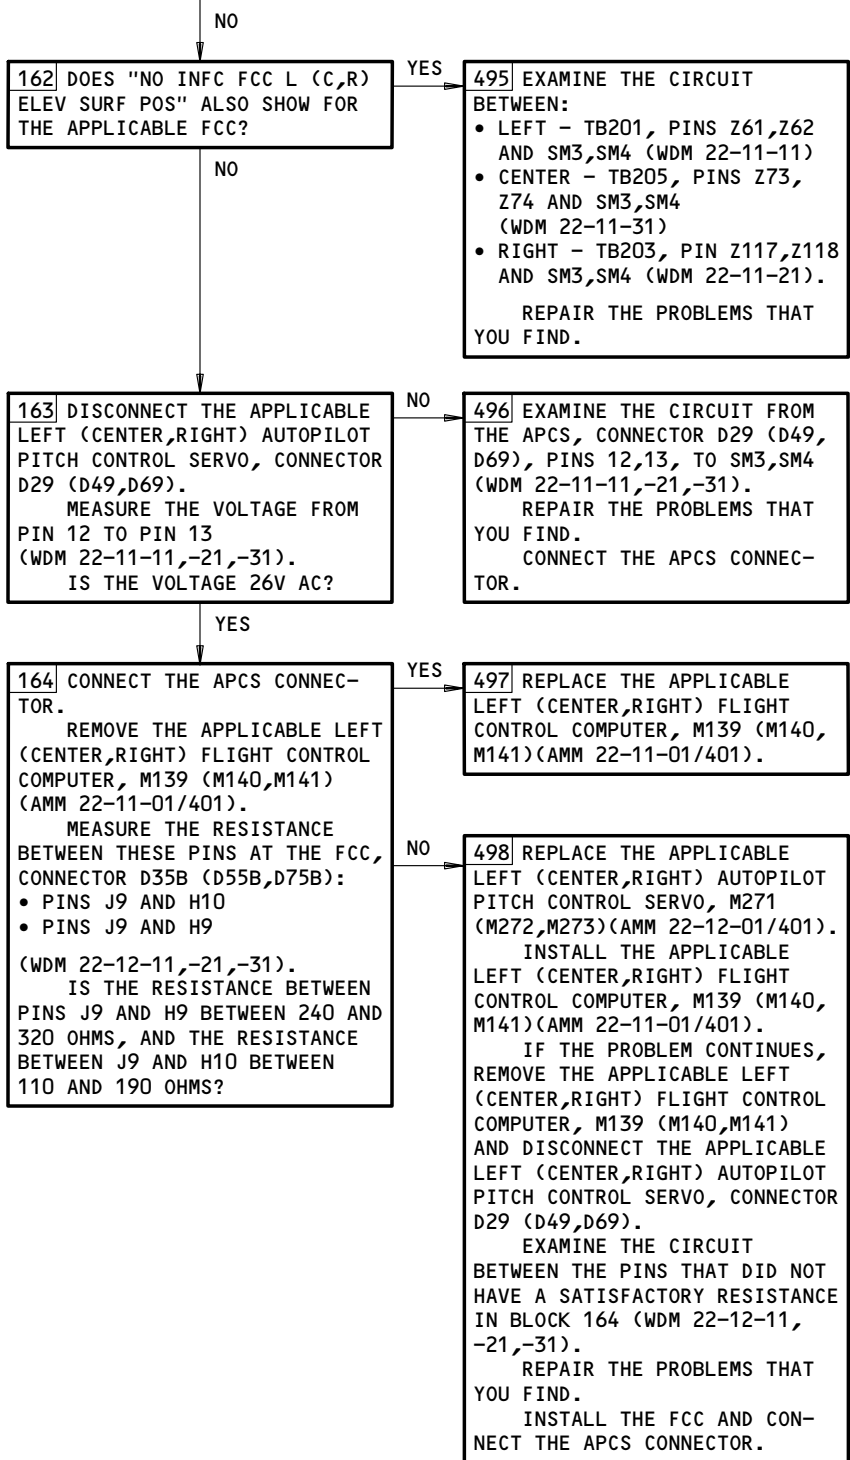 NO
162 DOES "NO INFC FCC L (C,R)
ELEV SURF POS" ALSO SHOW FOR
THE APPLICABLE FCC?
YES
495 EXAMINE THE CIRCUIT
BETWEEN:
• LEFT - TB201, PINS Z61,Z62
AND SM3,SM4 (WDM 22-11-11)
• CENTER - TB205, PINS Z73,
Z74 AND SM3,SM4
(WDM 22-11-31)
• RIGHT - TB203, PIN Z117,Z118
AND SM3,SM4 (WDM 22-11-21).
REPAIR THE PROBLEMS THAT
YOU FIND.
NO
163 DISCONNECT THE APPLICABLE
LEFT (CENTER,RIGHT) AUTOPILOT
PITCH CONTROL SERVO, CONNECTOR
D29 (D49,D69).
MEASURE THE VOLTAGE FROM
PIN 12 TO PIN 13
(WDM 22-11-11,-21,-31).
IS THE VOLTAGE 26V AC?
NO
496 EXAMINE THE CIRCUIT FROM
THE APCS, CONNECTOR D29 (D49,
D69), PINS 12,13, TO SM3,SM4
(WDM 22-11-11,-21,-31).
REPAIR THE PROBLEMS THAT
YOU FIND.
CONNECT THE APCS CONNEC-
TOR.
YES
164 CONNECT THE APCS CONNEC-
TOR.
REMOVE THE APPLICABLE LEFT
(CENTER,RIGHT) FLIGHT CONTROL
COMPUTER, M139 (M140,M141)
(AMM 22-11-01/401).
MEASURE THE RESISTANCE
BETWEEN THESE PINS AT THE FCC,
CONNECTOR D35B (D55B,D75B):
• PINS J9 AND H10
• PINS J9 AND H9
(WDM 22-12-11,-21,-31).
IS THE RESISTANCE BETWEEN
PINS J9 AND H9 BETWEEN 240 AND
320 OHMS, AND THE RESISTANCE
BETWEEN J9 AND H10 BETWEEN
110 AND 190 OHMS?
YES
497 REPLACE THE APPLICABLE
LEFT (CENTER,RIGHT) FLIGHT
CONTROL COMPUTER, M139 (M140,
M141)(AMM 22-11-01/401).
NO
498 REPLACE THE APPLICABLE
LEFT (CENTER,RIGHT) AUTOPILOT
PITCH CONTROL SERVO, M271
(M272,M273)(AMM 22-12-01/401).
INSTALL THE APPLICABLE
LEFT (CENTER,RIGHT) FLIGHT
CONTROL COMPUTER, M139 (M140,
M141)(AMM 22-11-01/401).
IF THE PROBLEM CONTINUES,
REMOVE THE APPLICABLE LEFT
(CENTER,RIGHT) FLIGHT CONTROL
COMPUTER, M139 (M140,M141)
AND DISCONNECT THE APPLICABLE
LEFT (CENTER,RIGHT) AUTOPILOT
PITCH CONTROL SERVO, CONNECTOR
D29 (D49,D69).
EXAMINE THE CIRCUIT
BETWEEN THE PINS THAT DID NOT
HAVE A SATISFACTORY RESISTANCE
IN BLOCK 164 (WDM 22-12-11,
-21,-31).
REPAIR THE PROBLEMS THAT
YOU FIND.
INSTALL THE FCC AND CON-
NECT THE APCS CONNECTOR.